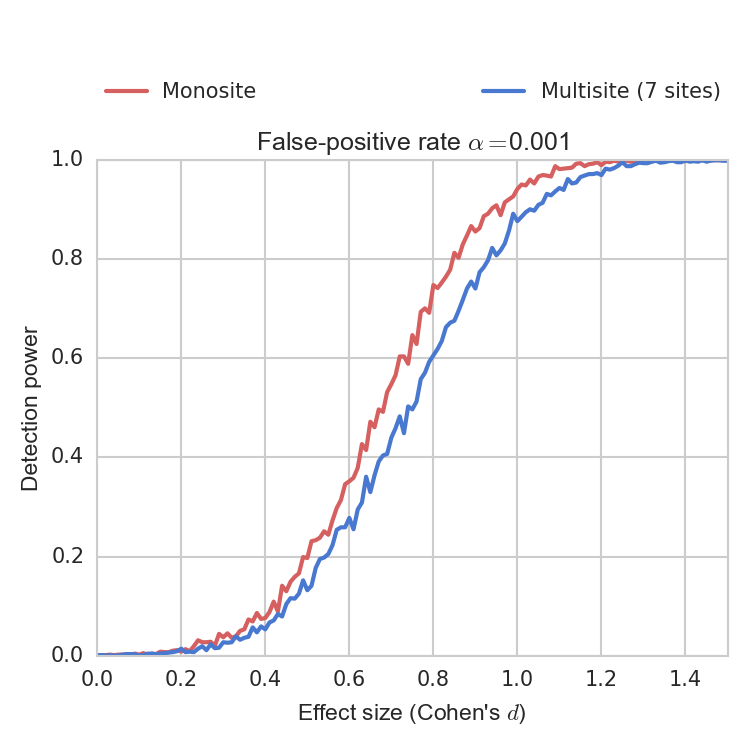 Monosite
Multisite (7 sites)
False-positive rate α=0.001
1.0
0.8
0.6
0.4
0.2
0.0
Detection power
0.0 0.2 0.4 0.6 0.8 1.0 1.2 1.4
Effect size (Cohen's d)